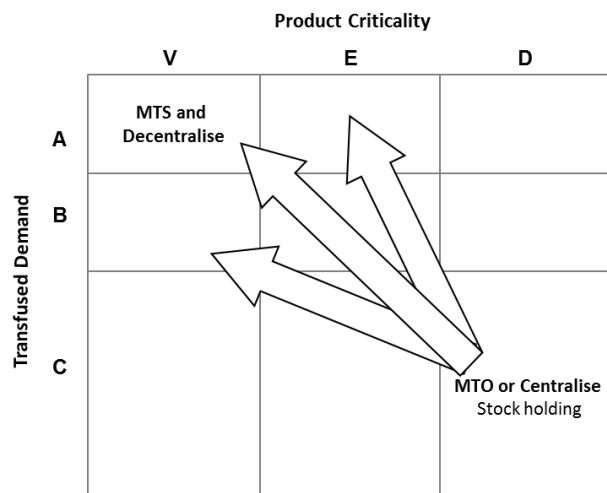 Product Criticality
V E D
MTS and
Decentralise
A
B
Transfused Demand
C
MTO or Centralise
Stock holding